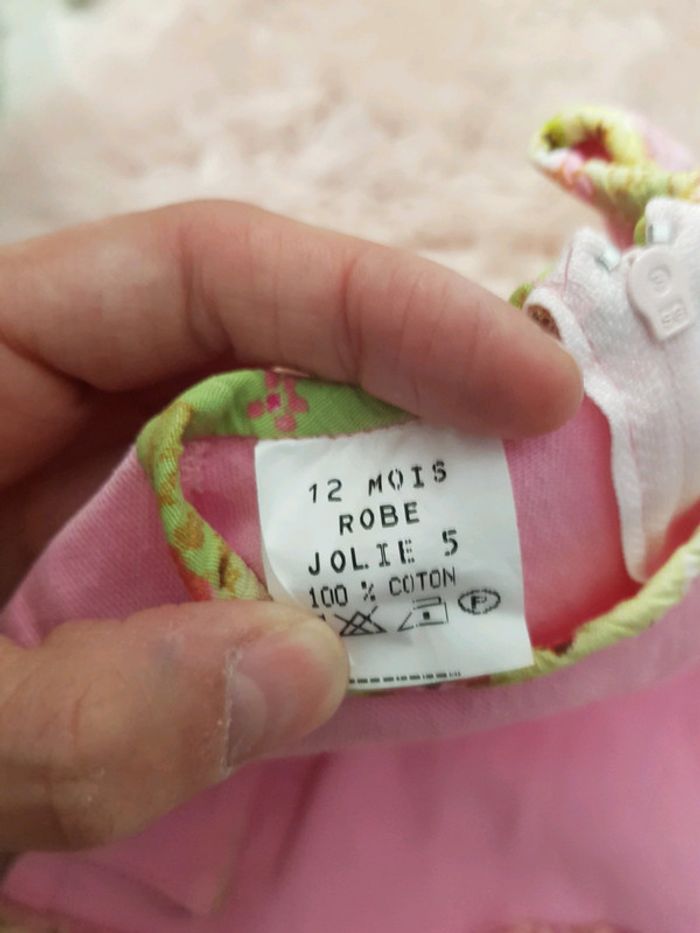 12 MOIS
ROBE
JOLIE 5
100 % COTON
P